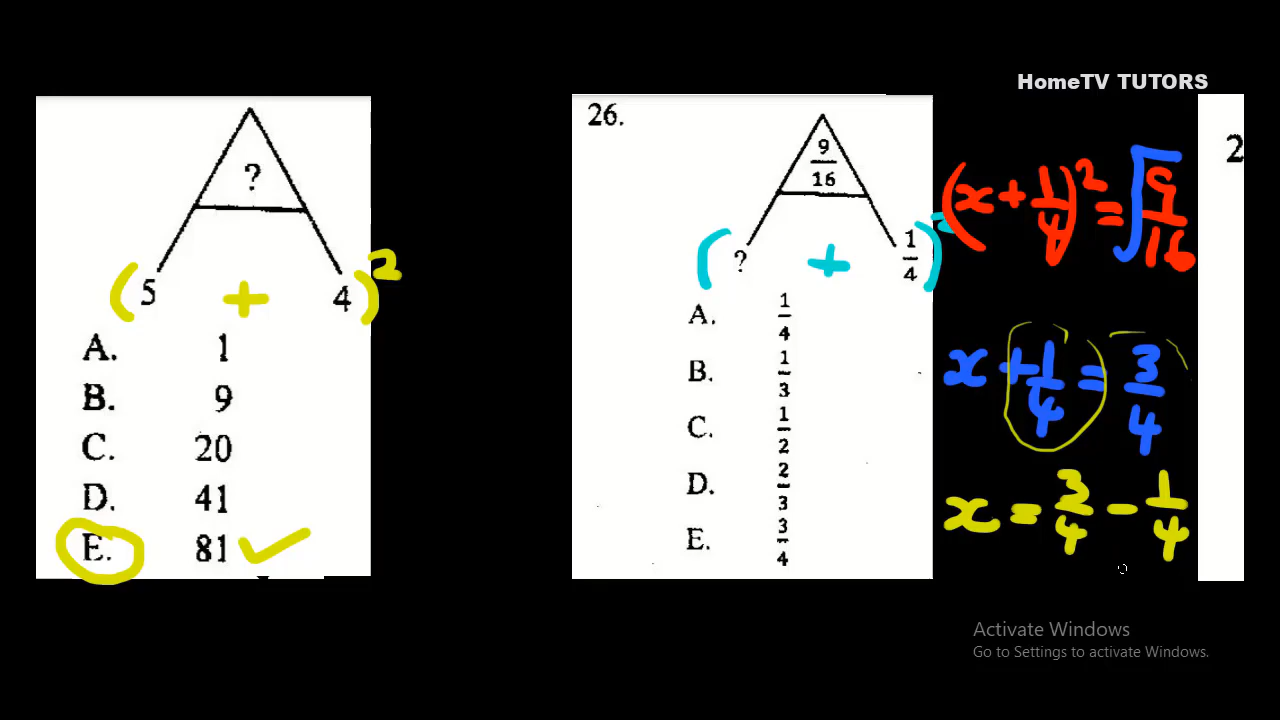 HomeTV TUTORS
?
(5 + 4)²
A. 1
B. 9
C. 20
D. 41
E. 81
26.
9/16
(? + 1/4)²
A. 1/4
B. 1/3
C. 1/2
D. 2/3
E. 3/4
(x + 1/4)² = √9/16
x + 1/4 = 3/4
x = 3/4 - 1/4
2
Activate Windows
Go to Settings to activate Windows.